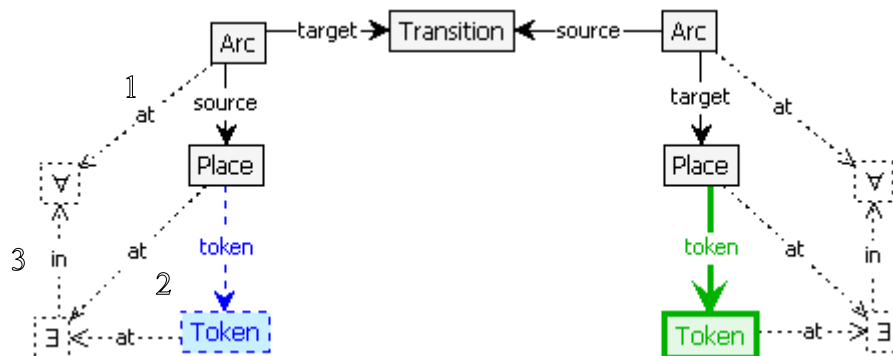 Arc target Transition source Arc
1 at source target at
∀ Place Place ∀
3 in at token token at in
2
∃ at Token Token at ∃